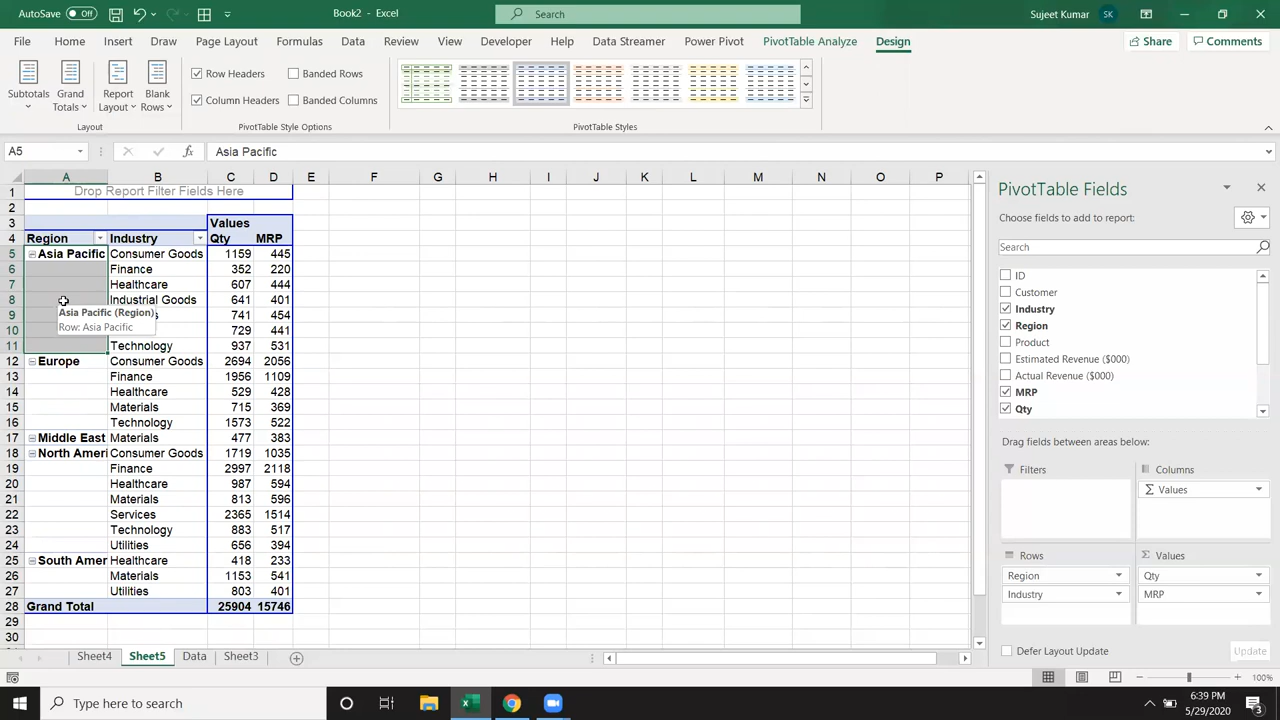 AutoSave Off Book2 - Excel Search Sujeet Kumar SK
File Home Insert Draw Page Layout Formulas Data Review View Developer Help Data Streamer Power Pivot PivotTable Analyze Design Share Comments
Subtotals Grand Totals Report Layout Blank Rows
Row Headers Banded Rows
Column Headers Banded Columns
Layout PivotTable Style Options PivotTable Styles
A5 fx Asia Pacific
A B C D E F G H I J K L M N O P
1 Drop Report Filter Fields Here
2
3 Values
4 Region Industry Qty MRP
5 Asia Pacific Consumer Goods 1159 445
6 Finance 352 220
7 Healthcare 607 444
8 Industrial Goods 641 401
9 741 454
10 729 441
11 Technology 937 531
12 Europe Consumer Goods 2694 2056
13 Finance 1956 1109
14 Healthcare 529 428
15 Materials 715 369
16 Technology 1573 522
17 Middle East Materials 477 383
18 North Ameri Consumer Goods 1719 1035
19 Finance 2997 2118
20 Healthcare 987 594
21 Materials 813 596
22 Services 2365 1514
23 Technology 883 517
24 Utilities 656 394
25 South Amer Healthcare 418 233
26 Materials 1153 541
27 Utilities 803 401
28 Grand Total 25904 15746
29
30
Asia Pacific (Region)
Row: Asia Pacific
Sheet4 Sheet5 Data Sheet3
PivotTable Fields
Choose fields to add to report:
Search
ID
Customer
Industry
Region
Product
Estimated Revenue ($000)
Actual Revenue ($000)
MRP
Qty
Drag fields between areas below:
Filters Columns
Σ Values
Rows Σ Values
Region Qty
Industry MRP
Defer Layout Update Update
100%
Type here to search
6:39 PM
5/29/2020
3